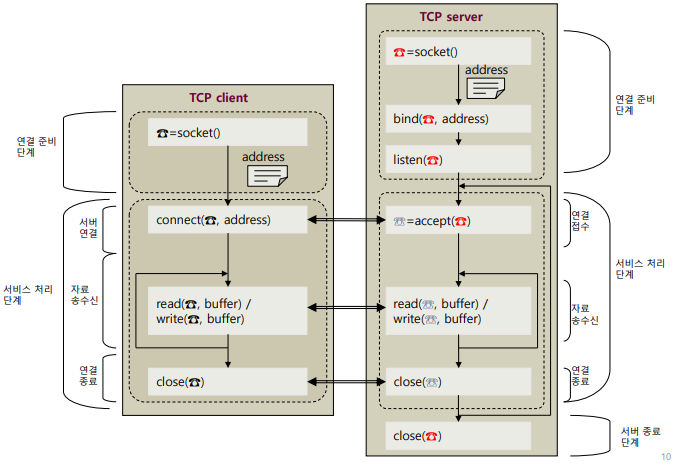 TCP server
☎=socket()
address
bind(☎, address)
listen(☎)
연결 준비
단계
TCP client
☎=socket()
address
연결 준비
단계
connect(☎, address)
☏=accept(☎)
서버
연결
연결
접수
서비스 처리
단계
자료
송수신
read(☎, buffer) /
write(☎, buffer)
read(☏, buffer) /
write(☏, buffer)
자료
송수신
서비스 처리
단계
연결
종료
close(☎)
close(☏)
연결
종료
close(☎)
서버 종료
단계
10